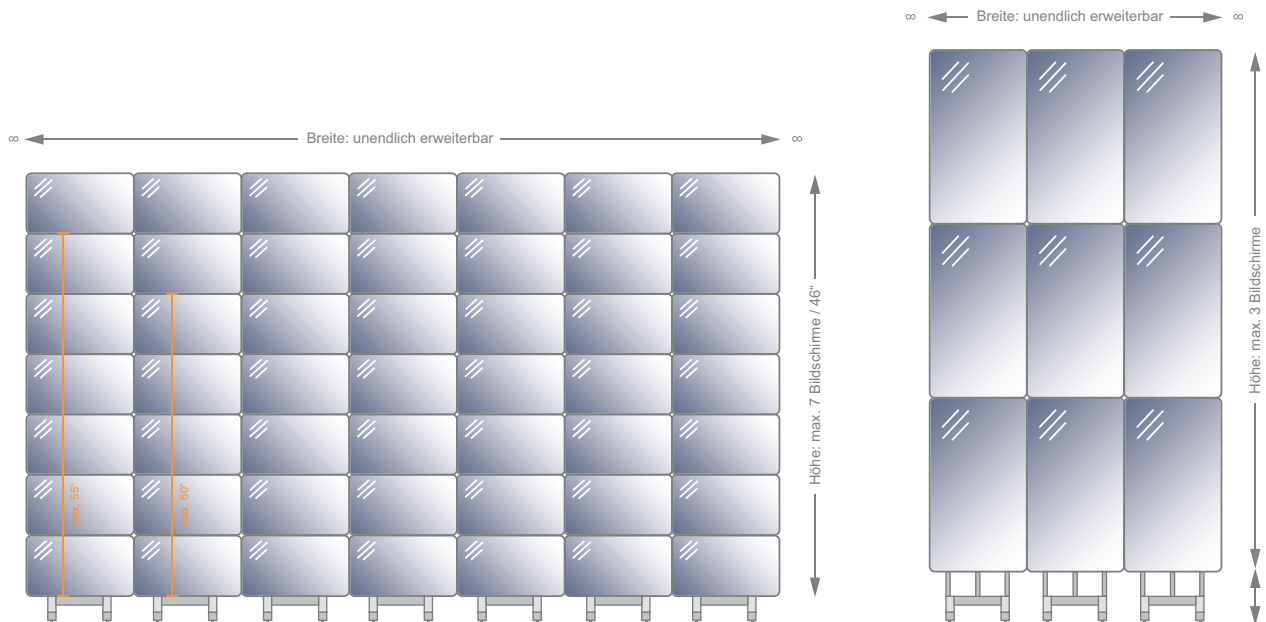 ∞ Breite: unendlich erweiterbar ∞
∞ Breite: unendlich erweiterbar ∞
max. 55"
max. 60"
Höhe: max. 7 Bildschirme / 46"
Höhe: max. 3 Bildschirme